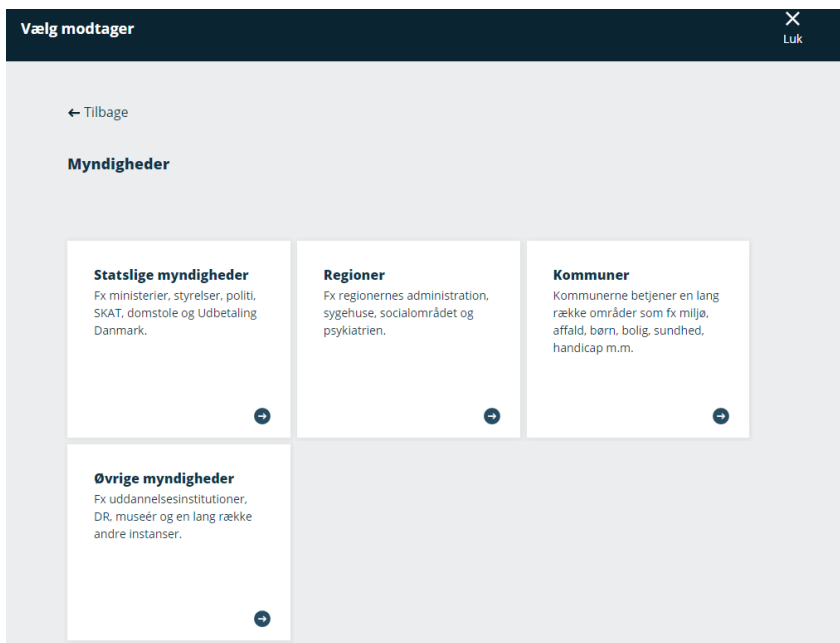 Vælg modtager
Luk
← Tilbage
Myndigheder
Statslige myndigheder
Fx ministerier, styrelser, politi,
SKAT, domstole og Udbetaling
Danmark.
Regioner
Fx regionernes administration,
sygehuse, socialområdet og
psykiatrien.
Kommuner
Kommunerne betjener en lang
række områder som fx miljø,
affald, børn, bolig, sundhed,
handicap m.m.
Øvrige myndigheder
Fx uddannelsesinstitutioner,
DR, museér og en lang række
andre instanser.